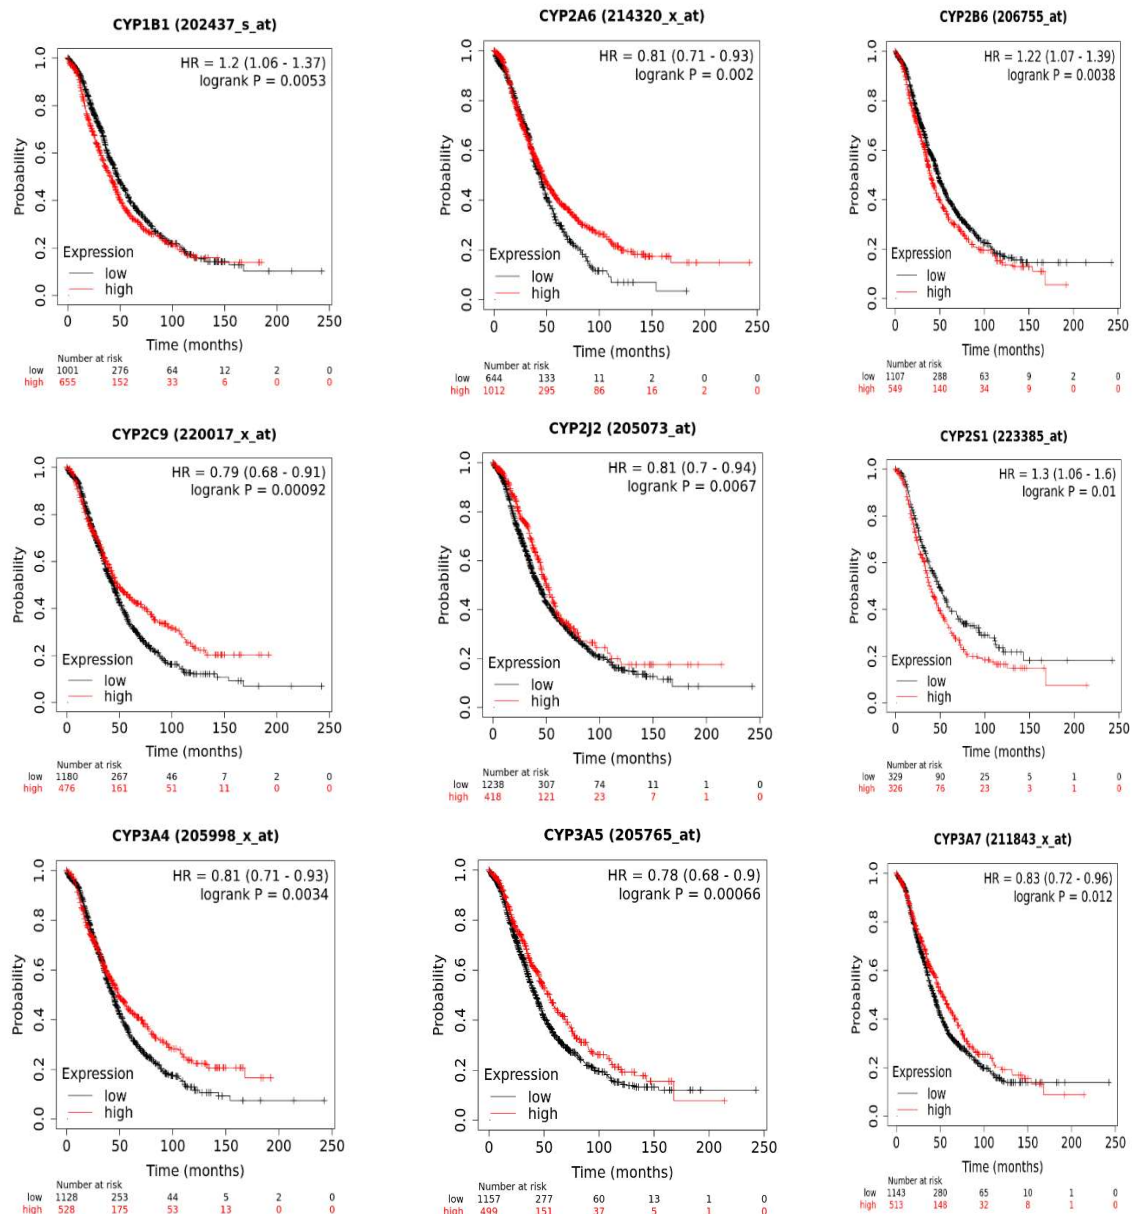 CYP1B1 (202437_s_at)
HR = 1.2 (1.06 - 1.37)
logrank P = 0.0053
Probability
1.0
0.8
0.6
0.4
0.2
0.0
Expression
low
high
0 50 100 150 200 250
Time (months)
Number at risk
low 1001 276 64 12 2 0
high 655 152 33 6 0 0
CYP2A6 (214320_x_at)
HR = 0.81 (0.71 - 0.93)
logrank P = 0.002
Probability
1.0
0.8
0.6
0.4
0.2
0.0
Expression
low
high
0 50 100 150 200 250
Time (months)
Number at risk
low 644 133 11 2 0 0
high 1012 295 86 16 2 0
CYP2B6 (206755_at)
HR = 1.22 (1.07 - 1.39)
logrank P = 0.0038
Probability
1.0
0.8
0.6
0.4
0.2
0.0
Expression
low
high
0 50 100 150 200 250
Time (months)
Number at risk
low 1107 288 63 9 2 0
high 549 140 34 9 0 0
CYP2C9 (220017_x_at)
HR = 0.79 (0.68 - 0.91)
logrank P = 0.00092
Probability
1.0
0.8
0.6
0.4
0.2
0.0
Expression
low
high
0 50 100 150 200 250
Time (months)
Number at risk
low 1180 267 46 7 2 0
high 476 161 51 11 0 0
CYP2J2 (205073_at)
HR = 0.81 (0.7 - 0.94)
logrank P = 0.0067
Probability
1.0
0.8
0.6
0.4
0.2
0.0
Expression
low
high
0 50 100 150 200 250
Time (months)
Number at risk
low 1238 307 74 11 1 0
high 418 121 23 7 1 0
CYP2S1 (223385_at)
HR = 1.3 (1.06 - 1.6)
logrank P = 0.01
Probability
1.0
0.8
0.6
0.4
0.2
0.0
Expression
low
high
0 50 100 150 200 250
Time (months)
Number at risk
low 329 90 25 5 1 0
high 326 76 23 3 1 0
CYP3A4 (205998_x_at)
HR = 0.81 (0.71 - 0.93)
logrank P = 0.0034
Probability
1.0
0.8
0.6
0.4
0.2
0.0
Expression
low
high
0 50 100 150 200 250
Time (months)
Number at risk
low 1128 253 44 5 2 0
high 528 175 53 13 0 0
CYP3A5 (205765_at)
HR = 0.78 (0.68 - 0.9)
logrank P = 0.00066
Probability
1.0
0.8
0.6
0.4
0.2
0.0
Expression
low
high
0 50 100 150 200 250
Time (months)
Number at risk
low 1157 277 60 13 1 0
high 499 151 37 5 1 0
CYP3A7 (211843_x_at)
HR = 0.83 (0.72 - 0.96)
logrank P = 0.012
Probability
1.0
0.8
0.6
0.4
0.2
0.0
Expression
low
high
0 50 100 150 200 250
Time (months)
Number at risk
low 1143 280 65 10 1 0
high 513 148 32 8 1 0